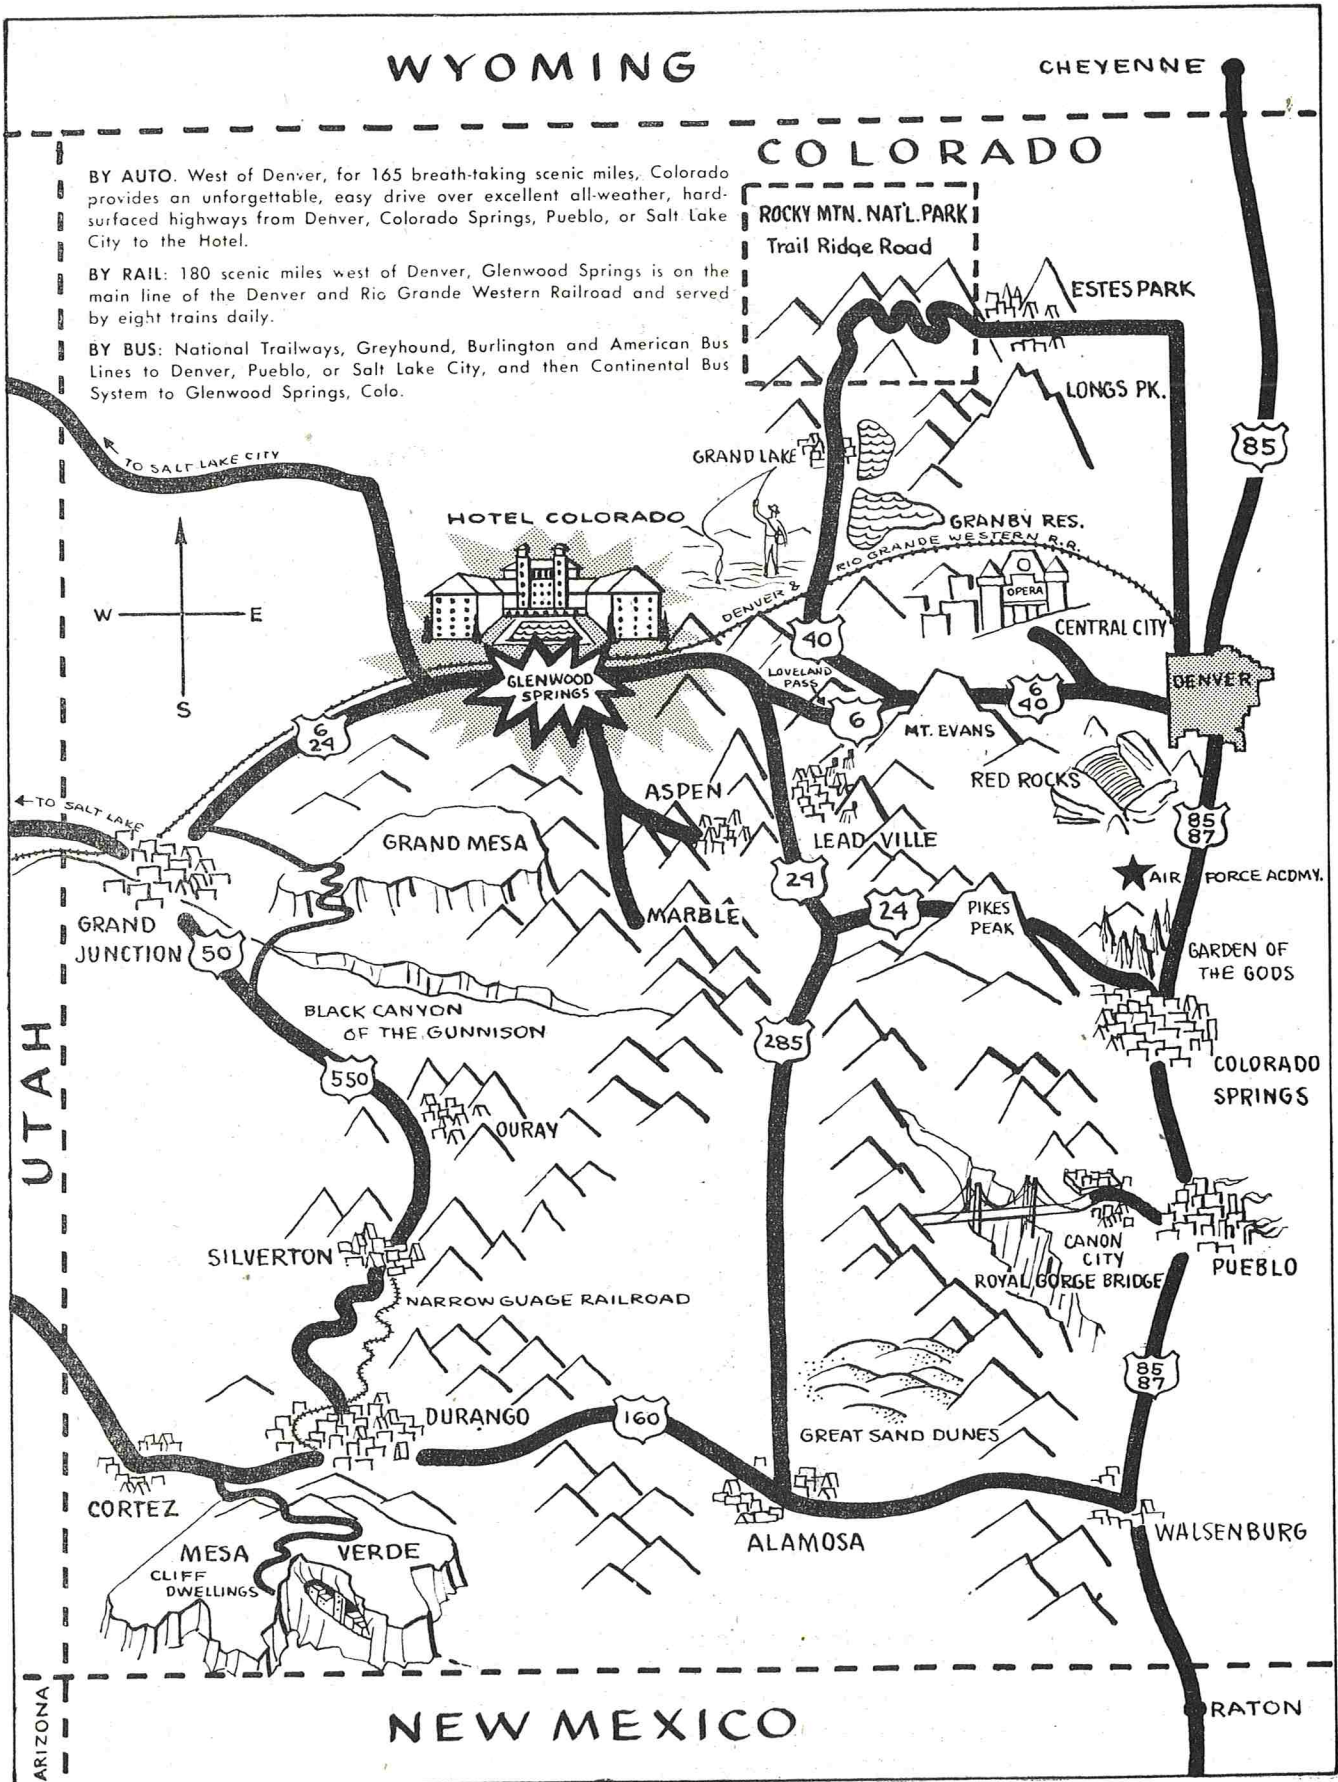 WYOMING
CHEYENNE
COLORADO
BY AUTO. West of Denver, for 165 breath-taking scenic miles, Colorado
provides an unforgettable, easy drive over excellent all-weather, hard-
surfaced highways from Denver, Colorado Springs, Pueblo, or Salt Lake
City to the Hotel.
BY RAIL: 180 scenic miles west of Denver, Glenwood Springs is on the
main line of the Denver and Rio Grande Western Railroad and served
by eight trains daily.
BY BUS: National Trailways, Greyhound, Burlington and American Bus
Lines to Denver, Pueblo, or Salt Lake City, and then Continental Bus
System to Glenwood Springs, Colo.
ROCKY MTN. NAT'L. PARK
Trail Ridge Road
ESTES PARK
LONGS PK.
85
TO SALT LAKE CITY
GRAND LAKE
HOTEL COLORADO
GRANBY RES.
DENVER & RIO GRANDE WESTERN R.R.
OPERA
CENTRAL CITY
W E
S
40
LOVELAND
PASS
GLENWOOD
SPRINGS
6
40
DENVER
6
MT. EVANS
6
24
RED ROCKS
ASPEN
TO SALT LAKE
85
87
GRAND MESA
LEADVILLE
24
AIR FORCE ACDMY.
24
PIKES
PEAK
MARBLE
GRAND
JUNCTION
50
GARDEN OF
THE GODS
BLACK CANYON
OF THE GUNNISON
285
550
COLORADO
SPRINGS
UTAH
OURAY
SILVERTON
CANON
CITY
ROYAL GORGE BRIDGE
PUEBLO
NARROW GUAGE RAILROAD
85
87
DURANGO
160
GREAT SAND DUNES
CORTEZ
ALAMOSA
WALSENBURG
MESA VERDE
CLIFF
DWELLINGS
ARIZONA
NEW MEXICO
RATON